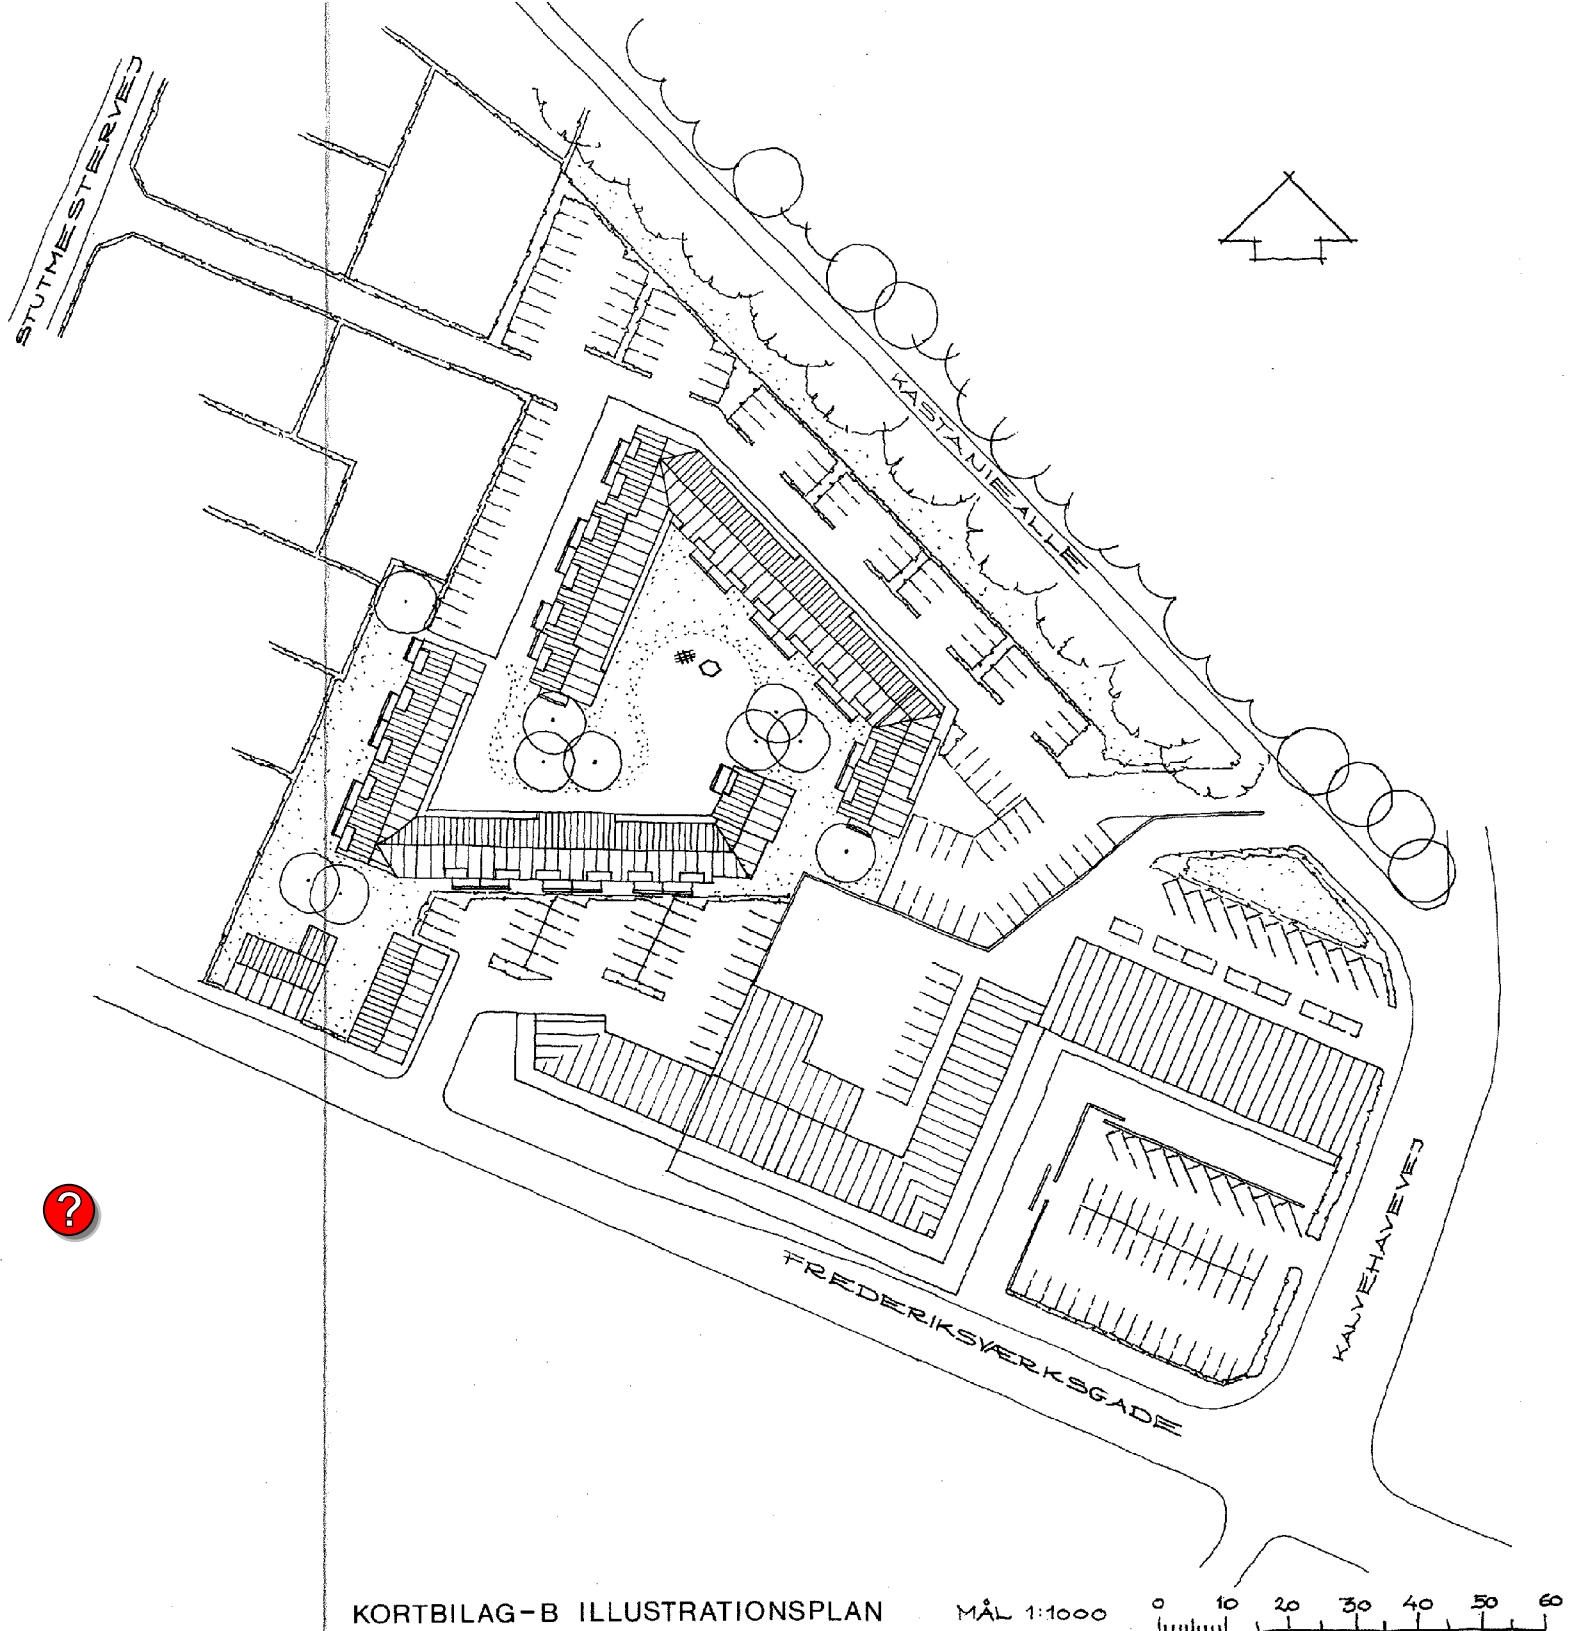 STUTMESTERVEJ
KASTANIEALLE
KALVEHAVEVEJ
FREDERIKSVÆRKSGADE
?
KORTBILAG-B ILLUSTRATIONSPLAN MÅL 1:1000 0 10 20 30 40 50 60